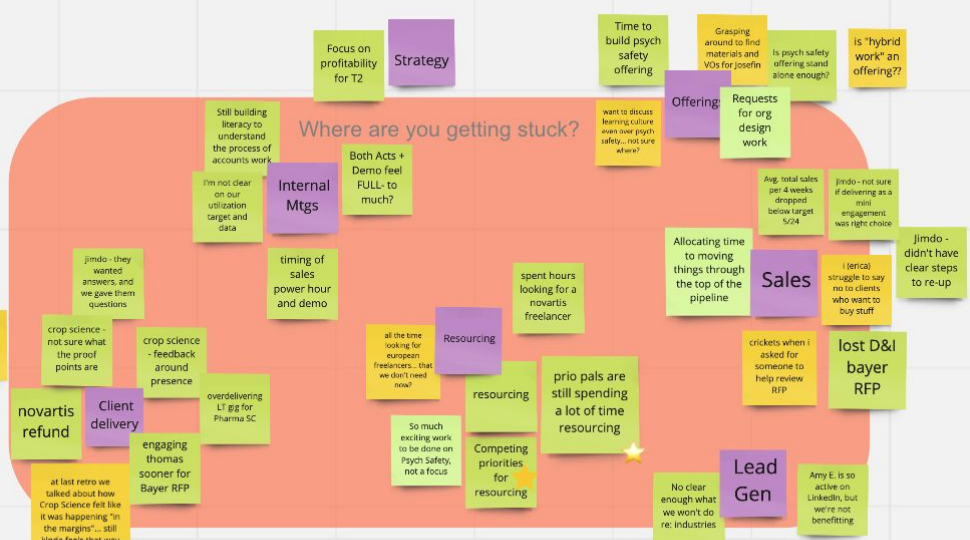 Focus on
profitability
for T2
Strategy
Time to
build psych
safety
offering
Grasping
around to find
materials and
VOs for Josefin
Is psych safety
offering stand
alone enough?
is "hybrid
work" an
offering??
Offerings
want to discuss
learning culture
even over psych
safety... not sure
where?
Requests
for org
design
work
Where are you getting stuck?
Still building
literacy to
understand
the process of
accounts work
I'm not clear
on our
utilization
target and
data
Internal
Mtgs
Both Acts +
Demo feel
FULL- to
much?
timing of
sales
power hour
and demo
Avg. total sales
per 4 weeks
dropped
below target
5/24
Jimdo - not sure
if delivering as a
mini
engagement
was right choice
Jimdo -
didn't have
clear steps
to re-up
Allocating time
to moving
things through
the top of the
pipeline
Sales
i (erica)
struggle to say
no to clients
who want to
buy stuff
crickets when i
asked for
someone to
help review
RFP
lost D&I
bayer
RFP
Jimdo - they
wanted
answers, and
we gave them
questions
crop science -
not sure what
the proof
points are
crop science
- feedback
around
presence
overdelivering
LT gig for
Pharma SC
novartis
refund
Client
delivery
engaging
thomas
sooner for
Bayer RFP
at last retro we
talked about how
Crop Science felt like
it was happening "in
the margins"... still
kinda feels that way
spent hours
looking for a
novartis
freelancer
all the time
looking for
european
freelancers... that
we don't need
now?
Resourcing
resourcing
prio pals are
still spending
a lot of time
resourcing
So much
exciting work
to be done on
Psych Safety,
not a focus
Competing
priorities
for
resourcing
No clear
enough what
we won't do
re: industries
Lead
Gen
Amy E. is so
active on
LinkedIn, but
we're not
benefitting